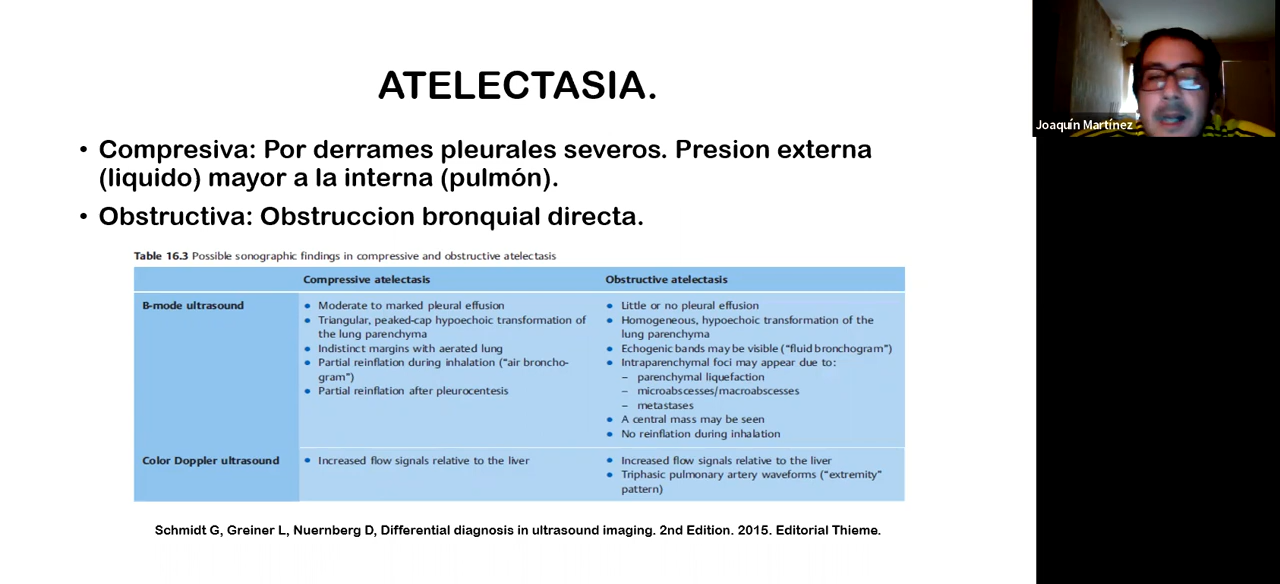 ATELECTASIA.
• Compresiva: Por derrames pleurales severos. Presion externa
(liquido) mayor a la interna (pulmón).
• Obstructiva: Obstruccion bronquial directa.
Table 16.3 Possible sonographic findings in compressive and obstructive atelectasis
Compressive atelectasis
Obstructive atelectasis
B-mode ultrasound
• Moderate to marked pleural effusion
• Triangular, peaked-cap hypoechoic transformation of
the lung parenchyma
• Indistinct margins with aerated lung
• Partial reinflation during inhalation ("air broncho-
gram")
• Partial reinflation after pleurocentesis
• Little or no pleural effusion
• Homogeneous, hypoechoic transformation of the
lung parenchyma
• Echogenic bands may be visible ("fluid bronchogram")
• Intraparenchymal foci may appear due to:
– parenchymal liquefaction
– microabscesses/macroabscesses
– metastases
• A central mass may be seen
• No reinflation during inhalation
Color Doppler ultrasound
• Increased flow signals relative to the liver
• Increased flow signals relative to the liver
• Triphasic pulmonary artery waveforms ("extremity"
pattern)
Schmidt G, Greiner L, Nuernberg D, Differential diagnosis in ultrasound imaging. 2nd Edition. 2015. Editorial Thieme.
Joaquín Martínez